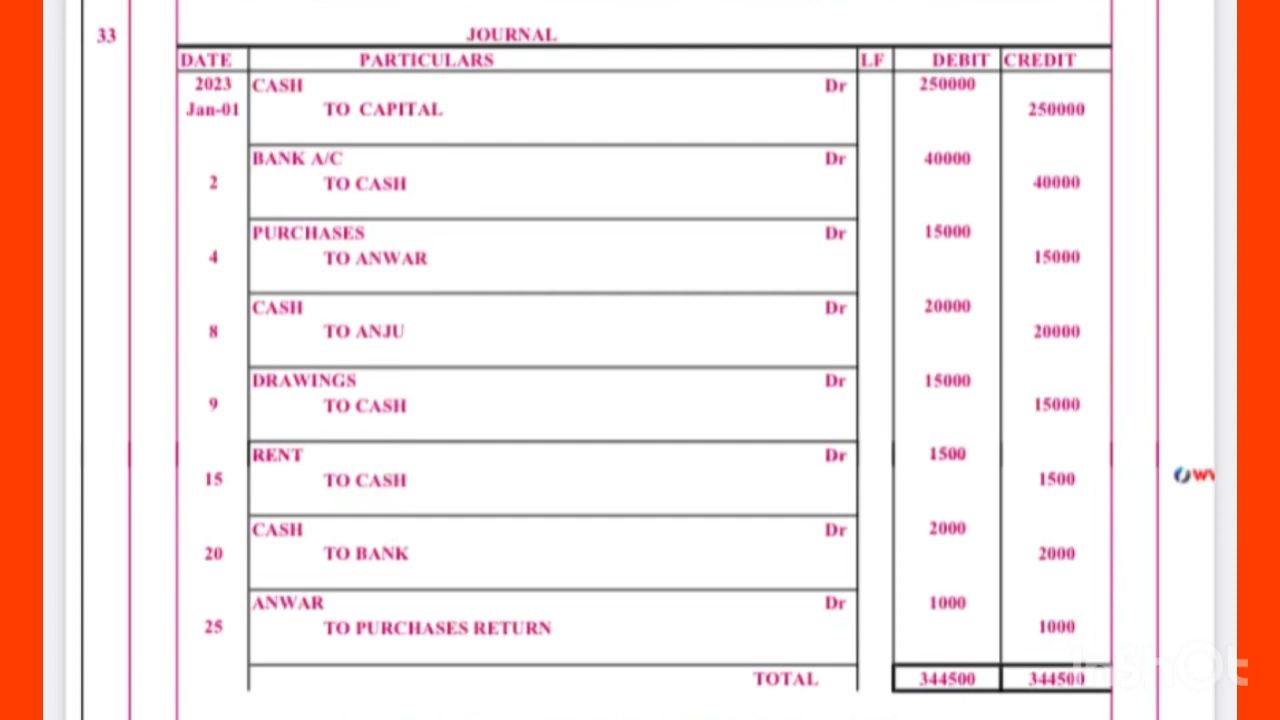 33
JOURNAL
DATE PARTICULARS LF DEBIT CREDIT
2023 CASH Dr 250000
Jan-01 TO CAPITAL 250000
BANK A/C Dr 40000
2 TO CASH 40000
PURCHASES Dr 15000
4 TO ANWAR 15000
CASH Dr 20000
8 TO ANJU 20000
DRAWINGS Dr 15000
9 TO CASH 15000
RENT Dr 1500
15 TO CASH 1500
CASH Dr 2000
20 TO BANK 2000
ANWAR Dr 1000
25 TO PURCHASES RETURN 1000
TOTAL 344500 344500
InShOt